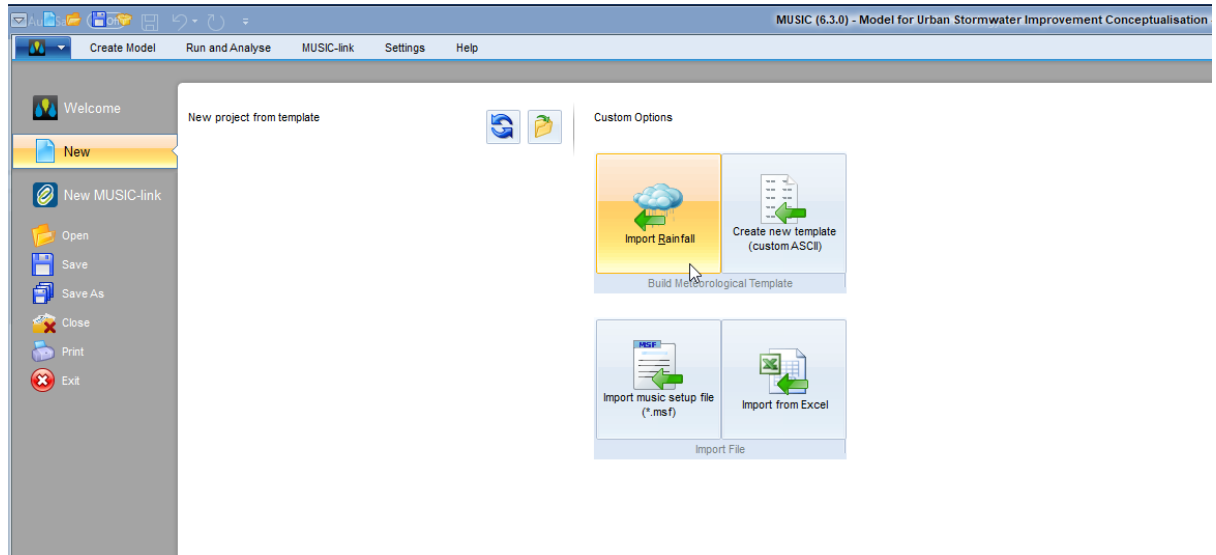 MUSIC (6.3.0) - Model for Urban Stormwater Improvement Conceptualisation
Create Model Run and Analyse MUSIC-link Settings Help
Welcome
New
New MUSIC-link
Open
Save
Save As
Close
Print
Exit
New project from template
Custom Options
Import Rainfall
Create new template
(custom ASCII)
Build Meteorological Template
MSF
Import music setup file
(*.msf)
Import from Excel
Import File